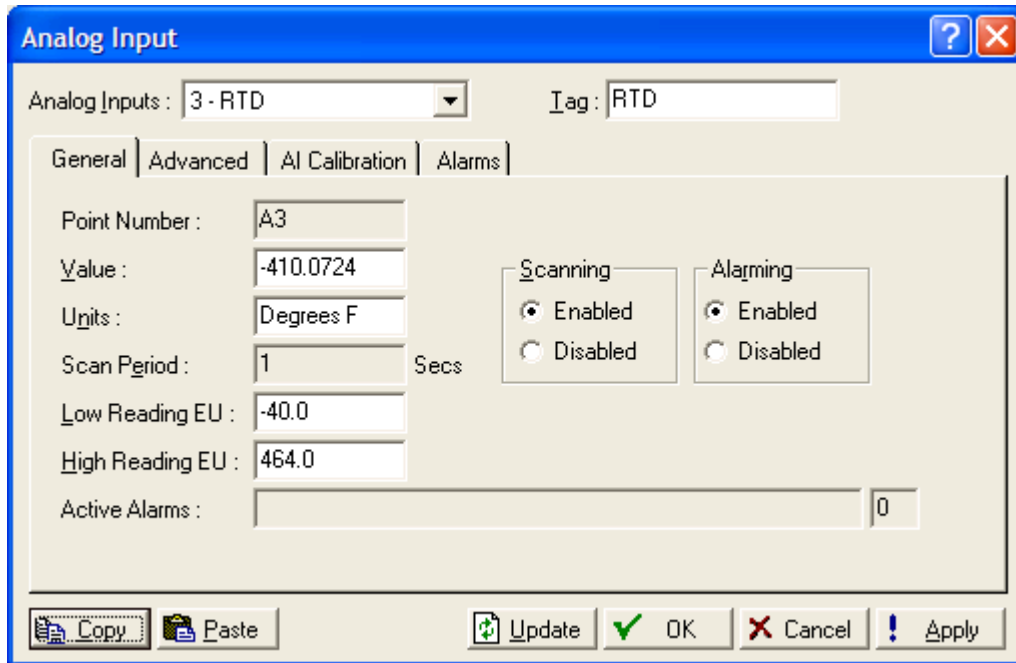 Analog Input
Analog Inputs : 3 - RTD Tag : RTD
General Advanced AI Calibration Alarms
Point Number : A3
Value : -410.0724
Units : Degrees F
Scan Period : 1 Secs
Low Reading EU : -40.0
High Reading EU : 464.0
Scanning
Enabled
Disabled
Alarming
Enabled
Disabled
Active Alarms : 0
Copy Paste Update OK Cancel Apply